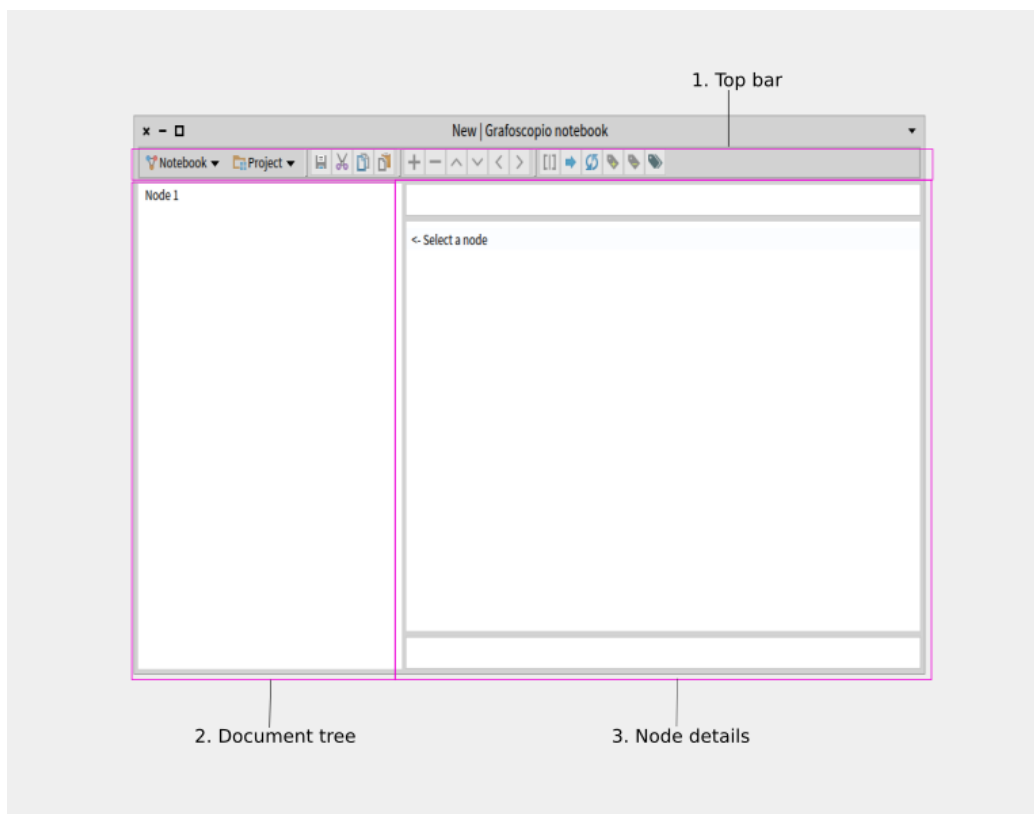 1. Top bar
New | Grafoscopio notebook
Notebook
Project
Node 1
<- Select a node
2. Document tree
3. Node details